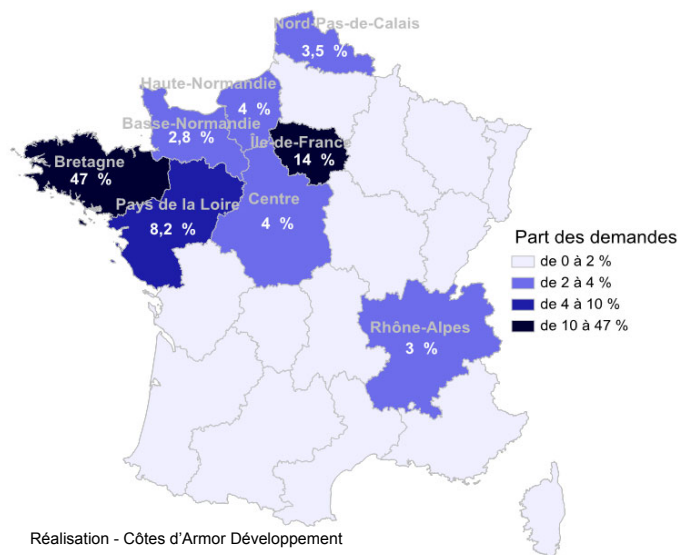 Nord-Pas-de-Calais
3,5 %
Haute-Normandie
4 %
Basse-Normandie
2,8 %
Île-de-France
14 %
Bretagne
47 %
Pays de la Loire
8,2 %
Centre
4 %
Rhône-Alpes
3 %
Part des demandes
de 0 à 2 %
de 2 à 4 %
de 4 à 10 %
de 10 à 47 %
Réalisation - Côtes d'Armor Développement